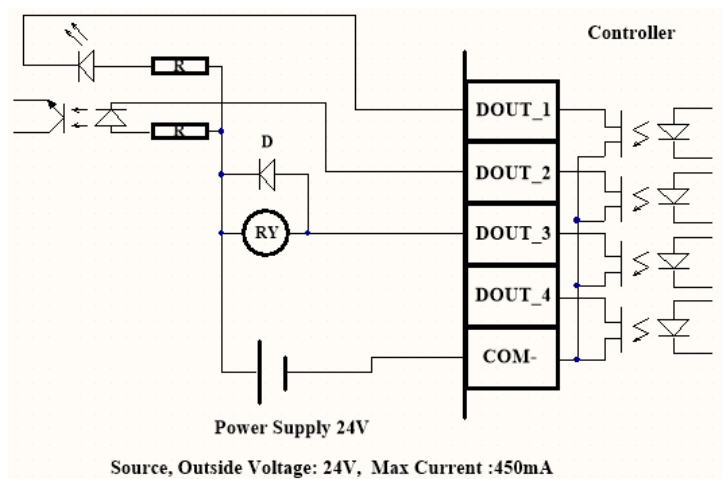 Controller
R
R
D
RY
DOUT_1
DOUT_2
DOUT_3
DOUT_4
COM-
Power Supply 24V
Source, Outside Voltage: 24V, Max Current :450mA